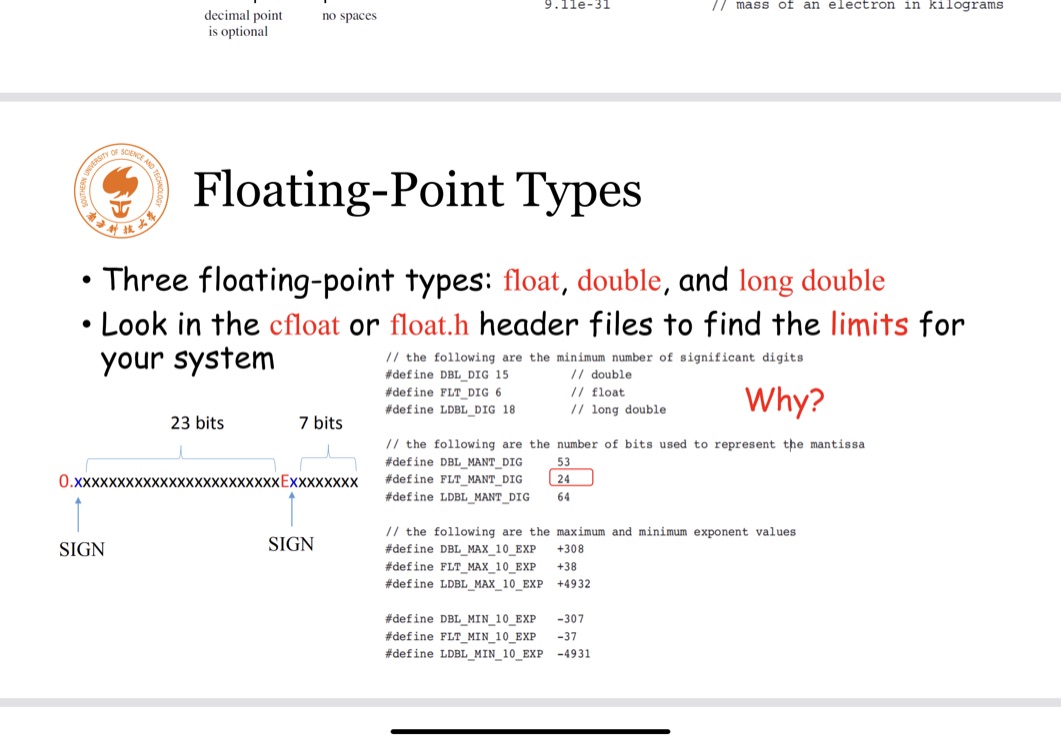 decimal point
is optional
no spaces
9.11e-31 // mass of an electron in kilograms
SOUTHERN UNIVERSITY OF SCIENCE AND TECHNOLOGY
南方科技大学
Floating-Point Types
• Three floating-point types: float, double, and long double
• Look in the cfloat or float.h header files to find the limits for
your system
// the following are the minimum number of significant digits
#define DBL_DIG 15 // double
#define FLT_DIG 6 // float
#define LDBL_DIG 18 // long double
Why?
23 bits
7 bits
0.xxxxxxxxxxxxxxxxxxxxxxxxExxxxxxxx
SIGN
SIGN
// the following are the number of bits used to represent the mantissa
#define DBL_MANT_DIG 53
#define FLT_MANT_DIG 24
#define LDBL_MANT_DIG 64
// the following are the maximum and minimum exponent values
#define DBL_MAX_10_EXP +308
#define FLT_MAX_10_EXP +38
#define LDBL_MAX_10_EXP +4932
#define DBL_MIN_10_EXP -307
#define FLT_MIN_10_EXP -37
#define LDBL_MIN_10_EXP -4931